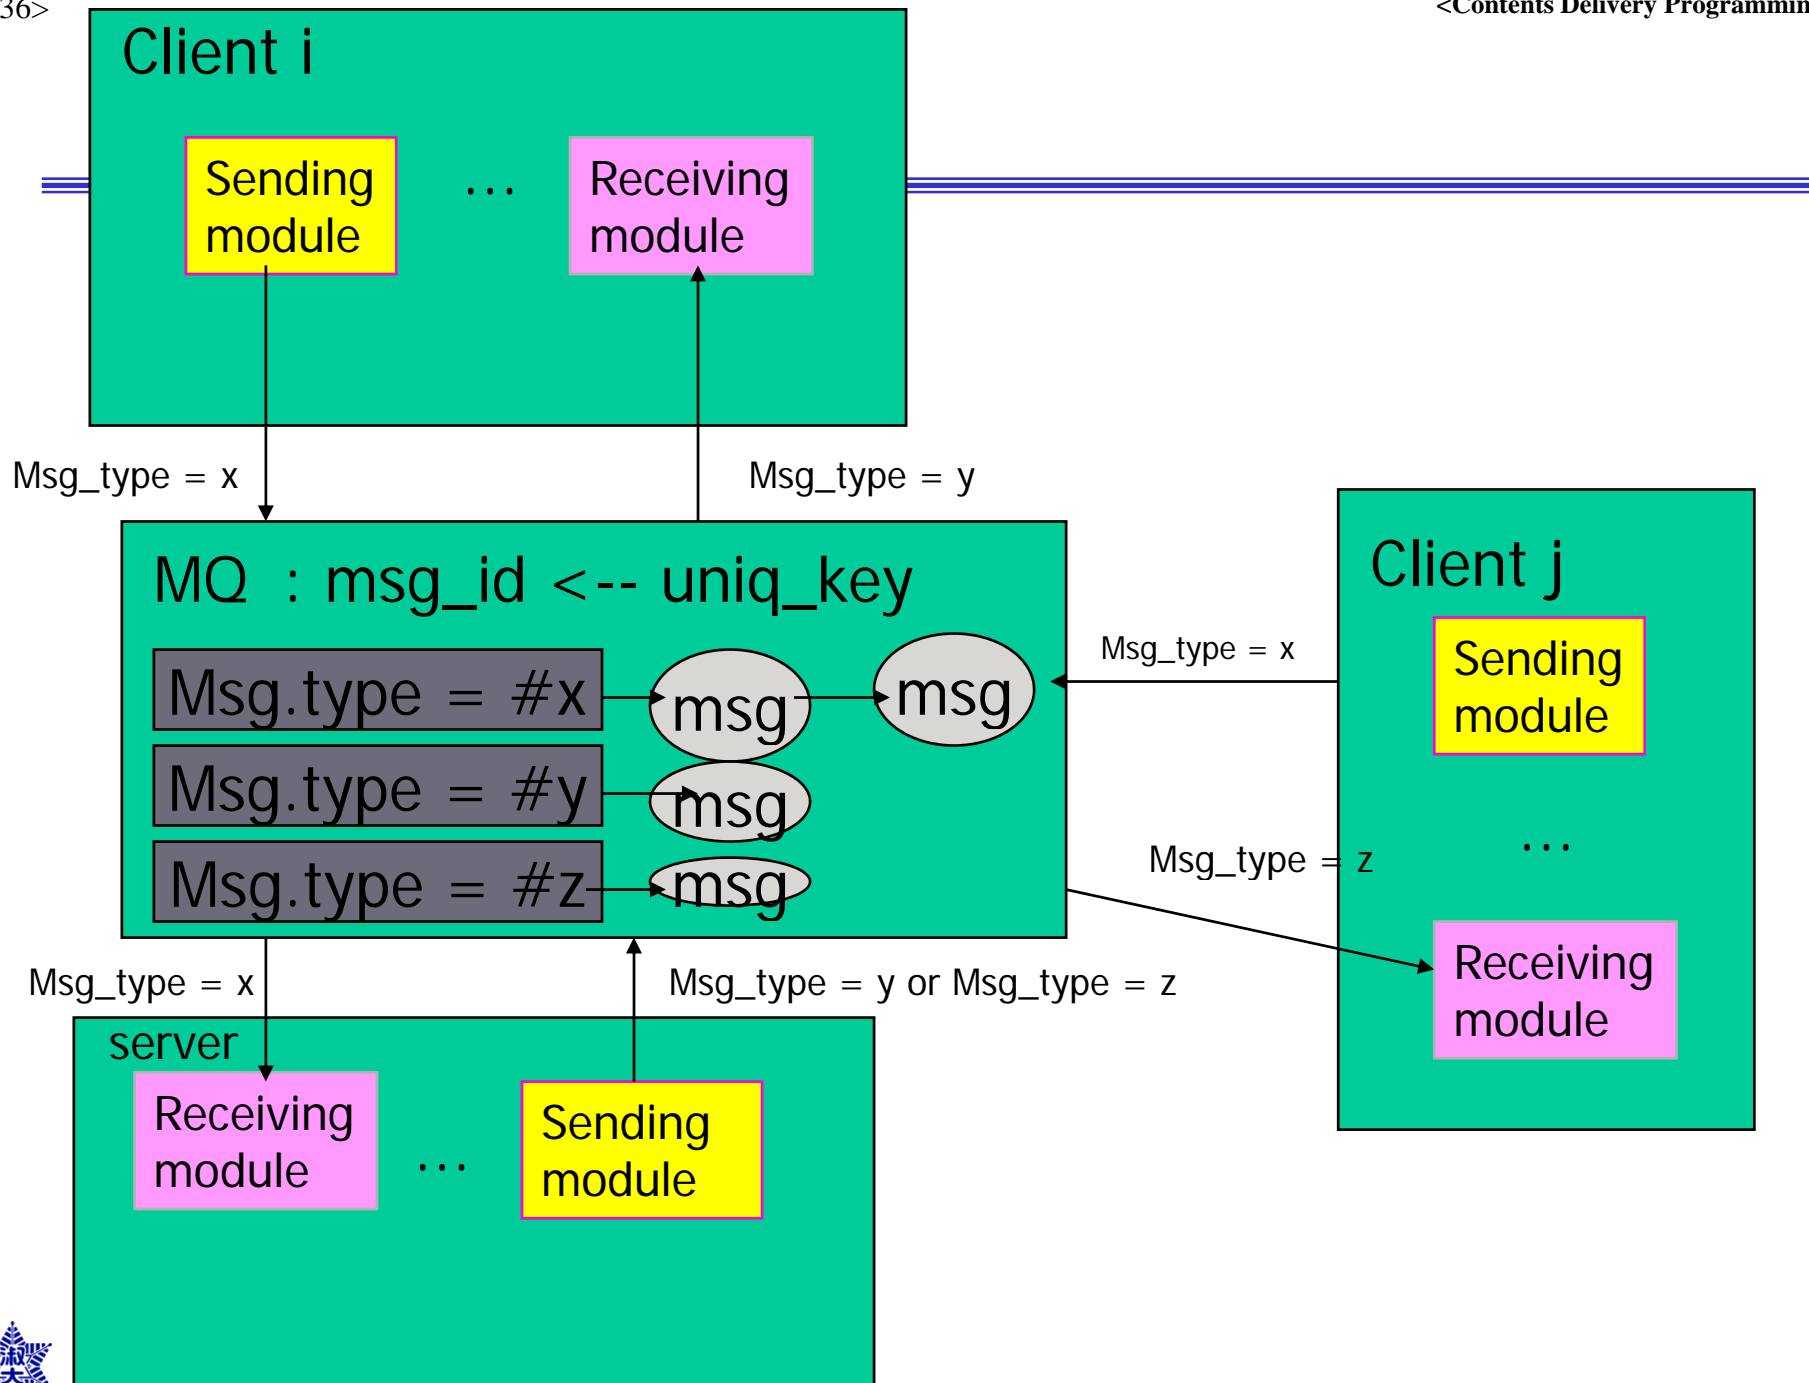 36>
<Contents Delivery Programmin
Client i
Sending
module
...
Receiving
module
Msg_type = x
Msg_type = y
MQ : msg_id <-- uniq_key
Msg.type = #x
msg
msg
Msg.type = #y
msg
Msg.type = #z
msg
Msg_type = x
Client j
Sending
module
...
Msg_type = z
Receiving
module
Msg_type = x
Msg_type = y or Msg_type = z
server
Receiving
module
...
Sending
module
淑
大